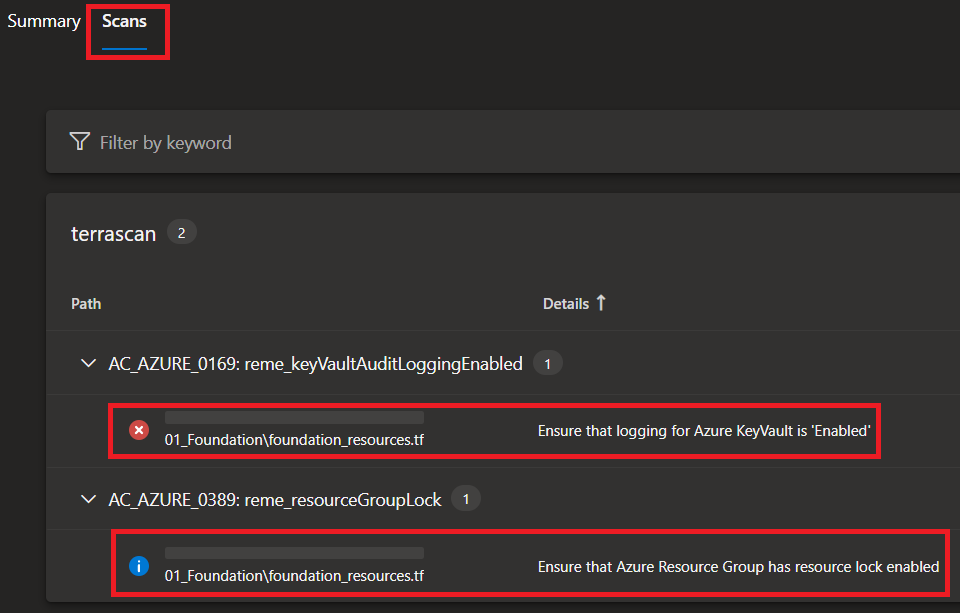 Summary Scans
Filter by keyword
terrascan 2
Path Details ↑
AC_AZURE_0169: reme_keyVaultAuditLoggingEnabled 1
01_Foundation\foundation_resources.tf Ensure that logging for Azure KeyVault is 'Enabled'
AC_AZURE_0389: reme_resourceGroupLock 1
01_Foundation\foundation_resources.tf Ensure that Azure Resource Group has resource lock enabled